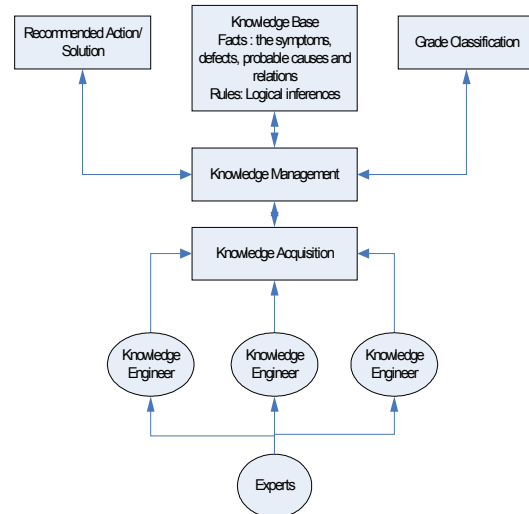 Recommended Action/
Solution
Knowledge Base
Facts : the symptoms,
defects, probable causes and
relations
Rules: Logical inferences
Grade Classification
Knowledge Management
Knowledge Acquisition
Knowledge
Engineer
Knowledge
Engineer
Knowledge
Engineer
Experts